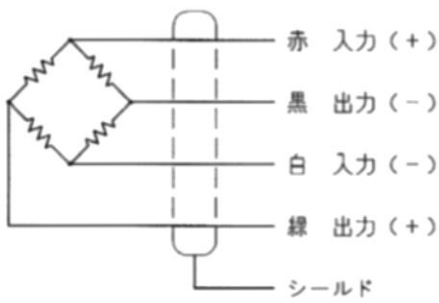 赤 入力(+)
黒 出力(-)
白 入力(-)
緑 出力(+)
シールド